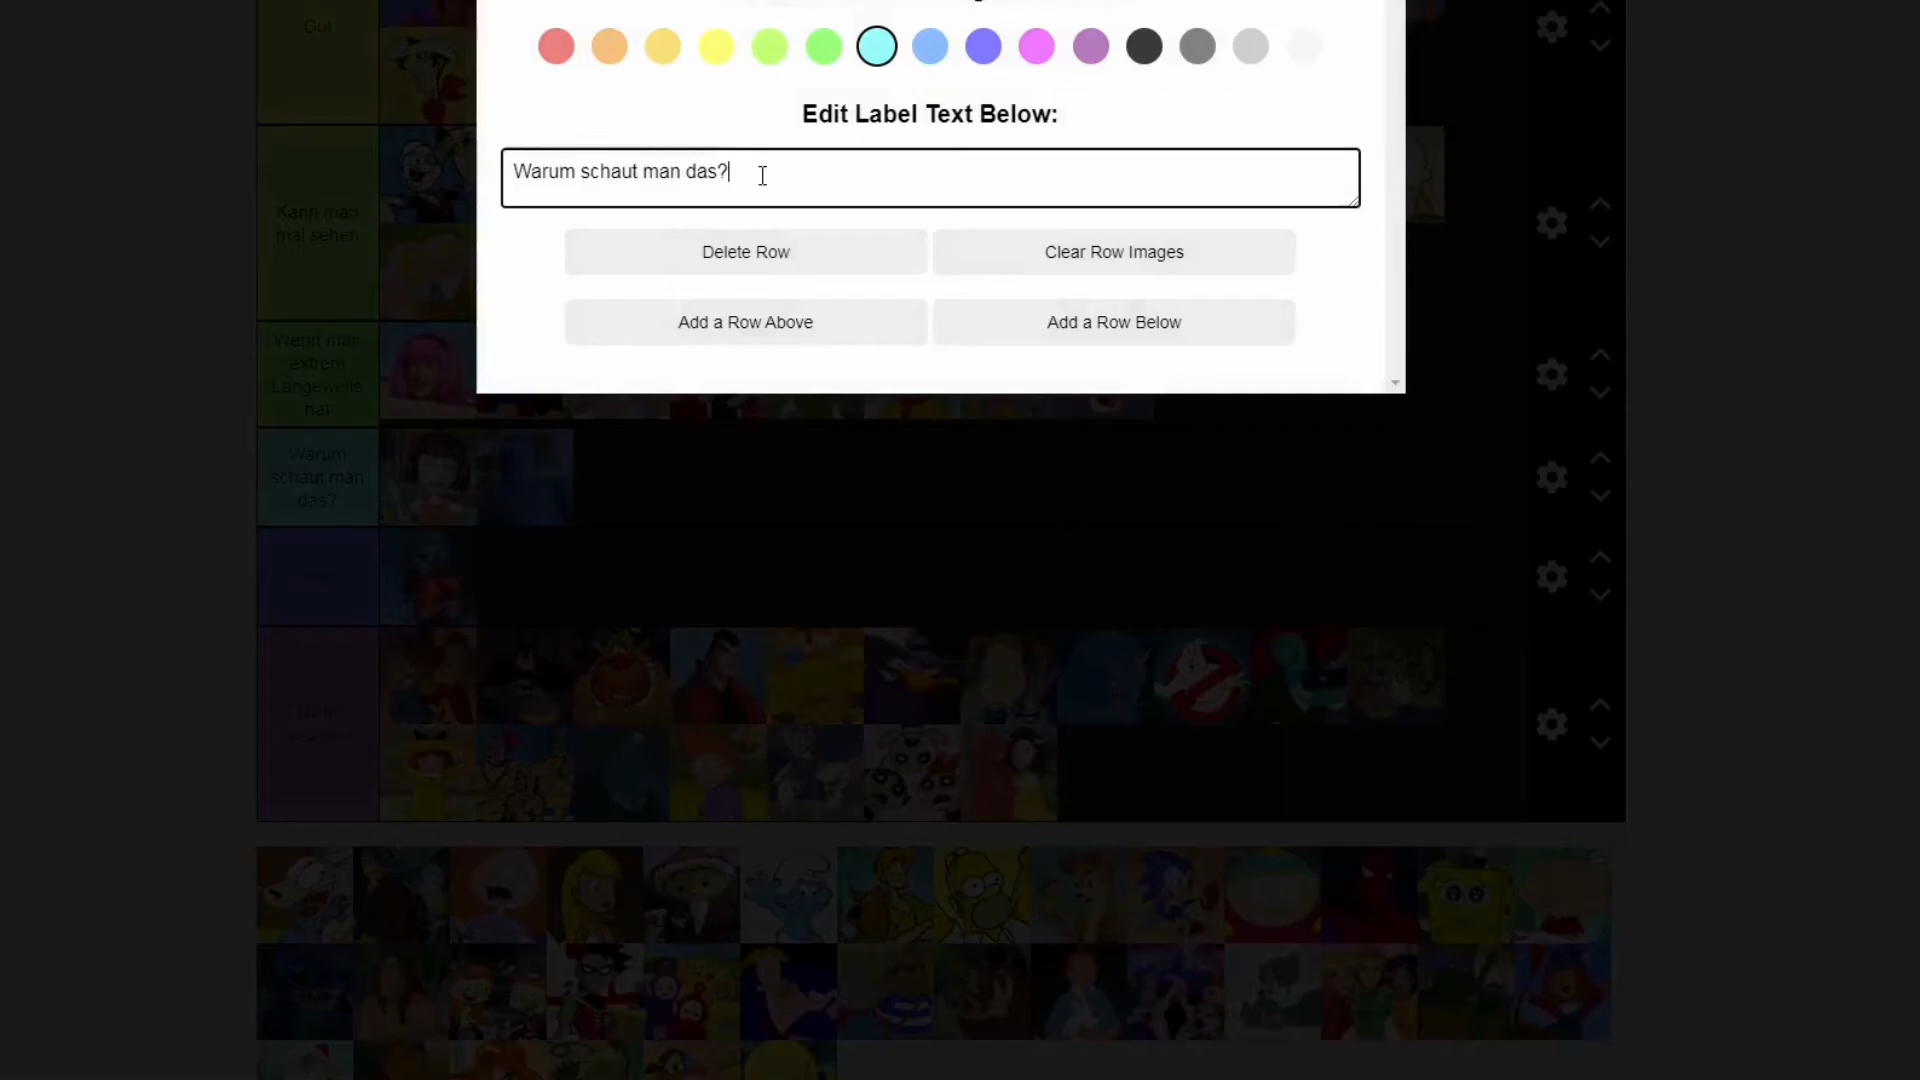 Gut
Edit Label Text Below:
Warum schaut man das?
Delete Row
Clear Row Images
Kann man
mal sehen
Add a Row Above
Add a Row Below
Wenn man
extrem
Langeweile
hat
Warum
schaut man
das?